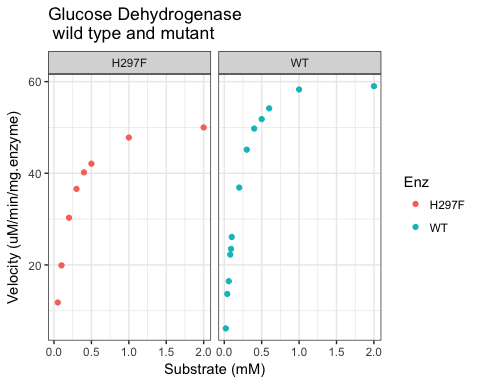 Glucose Dehydrogenase
wild type and mutant
H297F
WT
60
40
20
0.0 0.5 1.0 1.5 2.0
0.0 0.5 1.0 1.5 2.0
Velocity (uM/min/mg.enzyme)
Substrate (mM)
Enz
H297F
WT